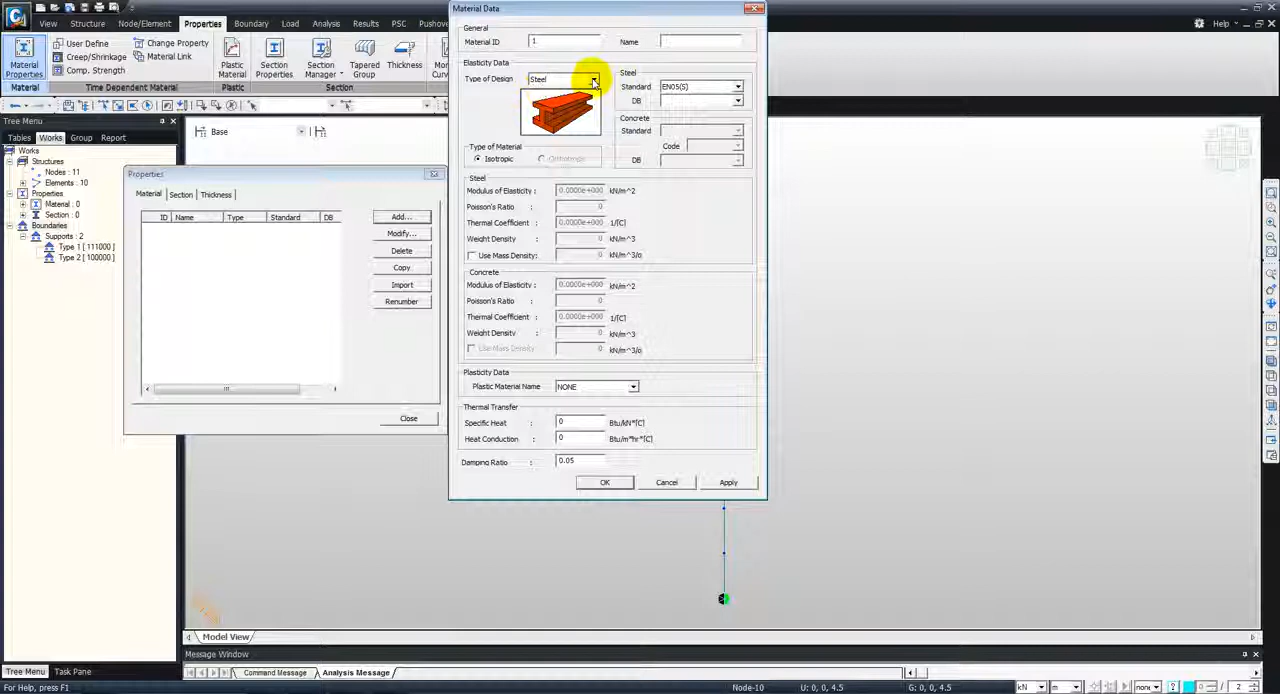 Material Data
View Structure Node/Element Properties Boundary Load Analysis Results PSC Pushove
Help
Material Properties
User Define
Creep/Shrinkage
Comp. Strength
Change Property
Material Link
Plastic Material
Section Properties
Section Manager
Tapered Group
Thickness
Material
Time Dependent Material
Plastic
Section
Tree Menu
Tables Works Group Report
Works
Structures
Nodes : 11
Elements : 10
Properties
Material : 0
Section : 0
Boundaries
Supports : 2
Type 1 [ 111000 ]
Type 2 [ 100000 ]
Base
Properties
Material Section Thickness
ID Name Type Standard DB
Add...
Modify...
Delete
Copy
Import
Renumber
Close
General
Material ID 1 Name
Elasticity Data
Type of Design Steel
Steel
Standard EN05(S)
DB
Concrete
Standard
Code
DB
Type of Material
Isotropic Orthotropic
Steel
Modulus of Elasticity : 0.0000e+000 kN/m^2
Poisson's Ratio : 0
Thermal Coefficient : 0.0000e+000 1/[C]
Weight Density : 0 kN/m^3
Use Mass Density: 0 kN/m^3/g
Concrete
Modulus of Elasticity : 0.0000e+000 kN/m^2
Poisson's Ratio : 0
Thermal Coefficient : 0.0000e+000 1/[C]
Weight Density : 0 kN/m^3
Use Mass Density: 0 kN/m^3/g
Plasticity Data
Plastic Material Name NONE
Thermal Transfer
Specific Heat : 0 Btu/kN*[C]
Heat Conduction : 0 Btu/m*hr*[C]
Damping Ratio : 0.05
OK Cancel Apply
Model View
Message Window
Tree Menu Task Pane
Command Message Analysis Message
For Help, press F1
Node-10 U: 0, 0, 4.5 G: 0, 0, 4.5 kN m none 2